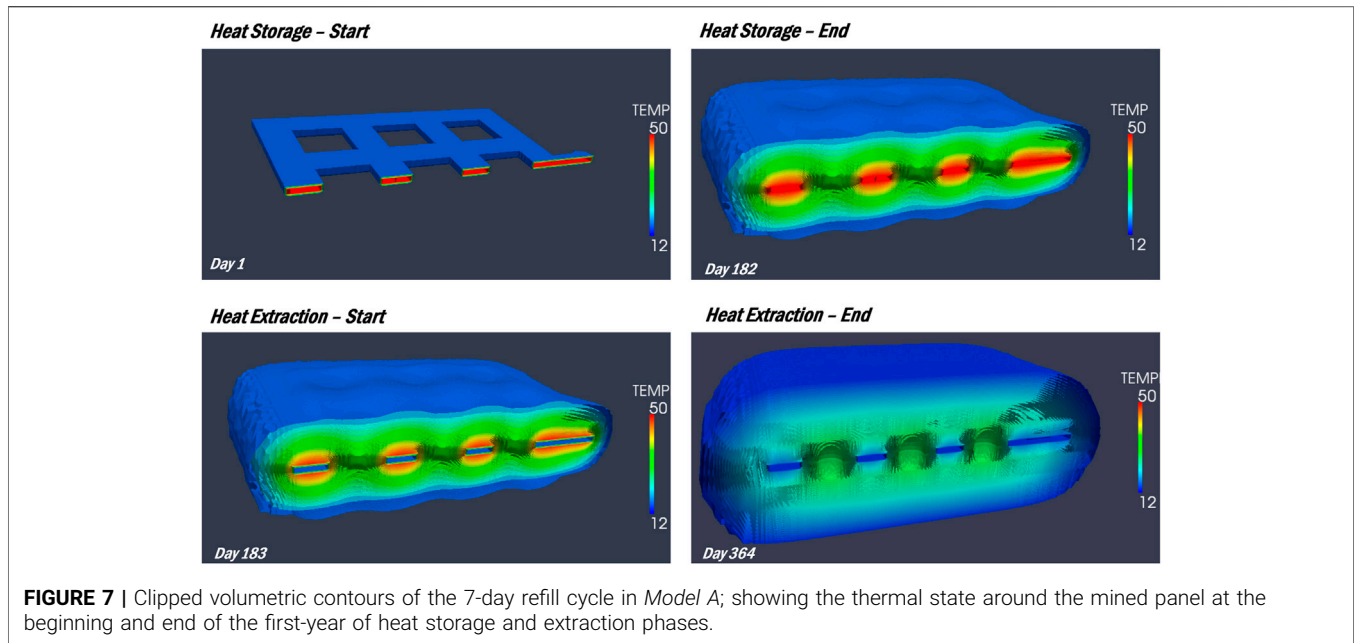 Heat Storage – Start
TEMP
50
12
Day 1
Heat Storage – End
TEMP
50
12
Day 182
Heat Extraction – Start
TEMP
50
12
Day 183
Heat Extraction – End
TEMP
50
12
Day 364
FIGURE 7 | Clipped volumetric contours of the 7-day refill cycle in Model A; showing the thermal state around the mined panel at the
beginning and end of the first-year of heat storage and extraction phases.